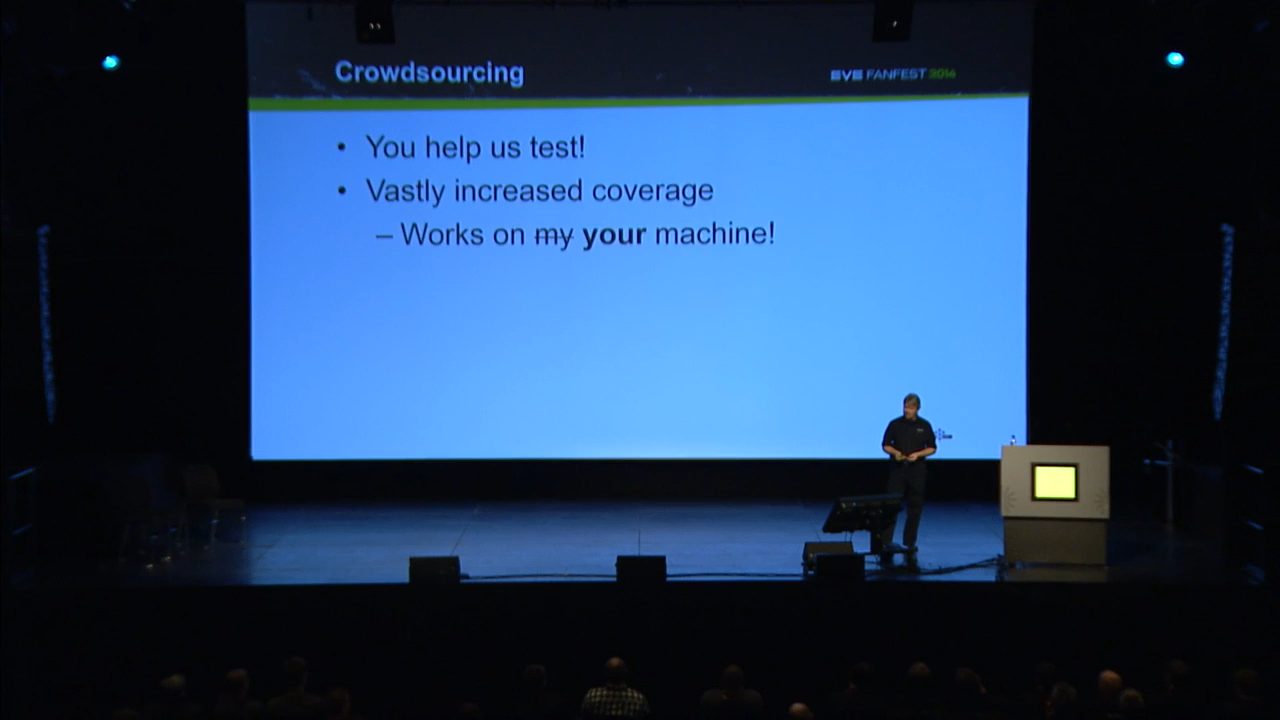 Crowdsourcing
EVE FANFEST 2014
• You help us test!
• Vastly increased coverage
– Works on my your machine!